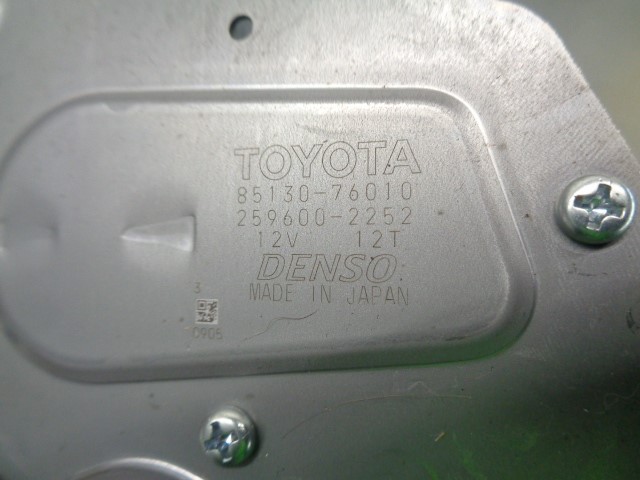 TOYOTA
85130-76010
259600-2252
12V 12T
DENSO
MADE IN JAPAN
3
0905